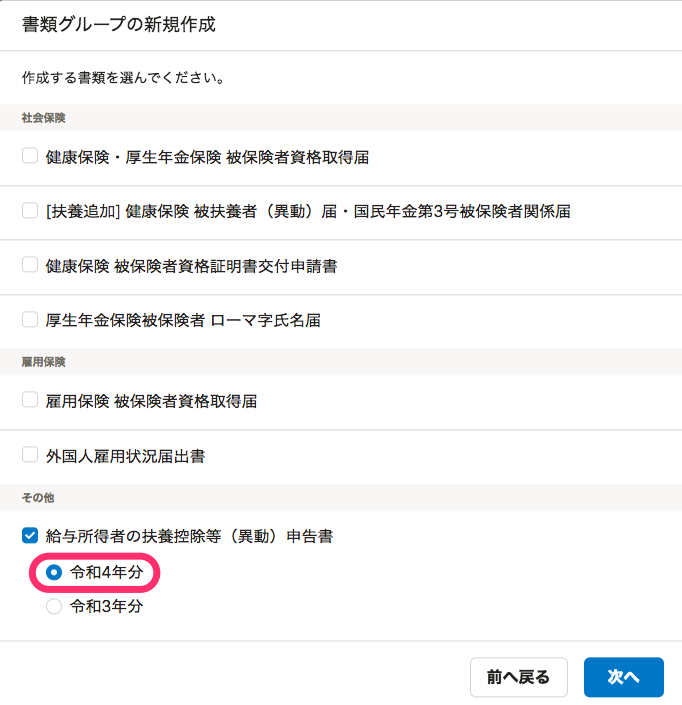 書類グループの新規作成
作成する書類を選んでください。
社会保険
健康保険・厚生年金保険 被保険者資格取得届
[扶養追加] 健康保険 被扶養者（異動）届・国民年金第3号被保険者関係届
健康保険 被保険者資格証明書交付申請書
厚生年金保険被保険者 ローマ字氏名届
雇用保険
雇用保険 被保険者資格取得届
外国人雇用状況届出書
その他
給与所得者の扶養控除等（異動）申告書
令和4年分
令和3年分
前へ戻る
次へ